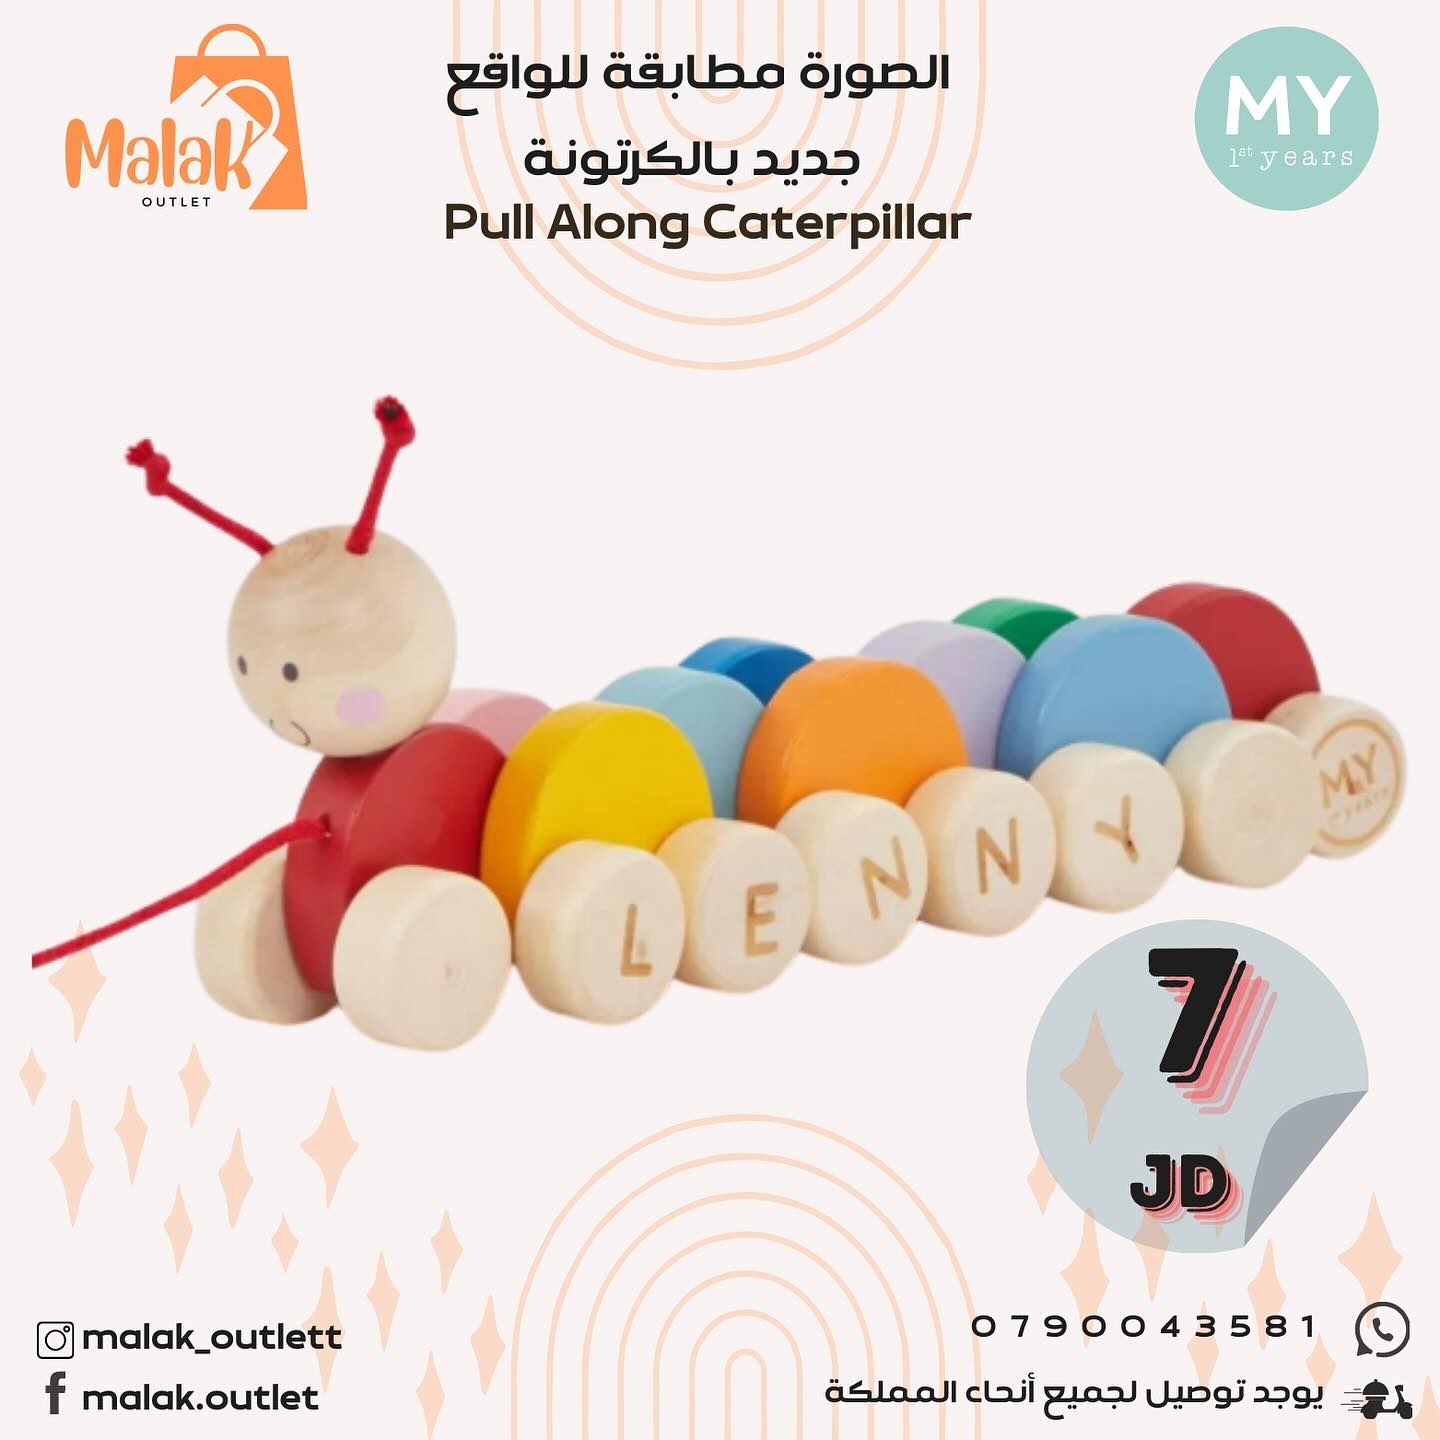 Malak
OUTLET
الصورة مطابقة للواقع
جديد بالكرتونة
Pull Along Caterpillar
MY
1st years
LENNY
MY
7
JD
malak_outlett
malak.outlet
0790043581
يوجد توصيل لجميع أنحاء المملكة